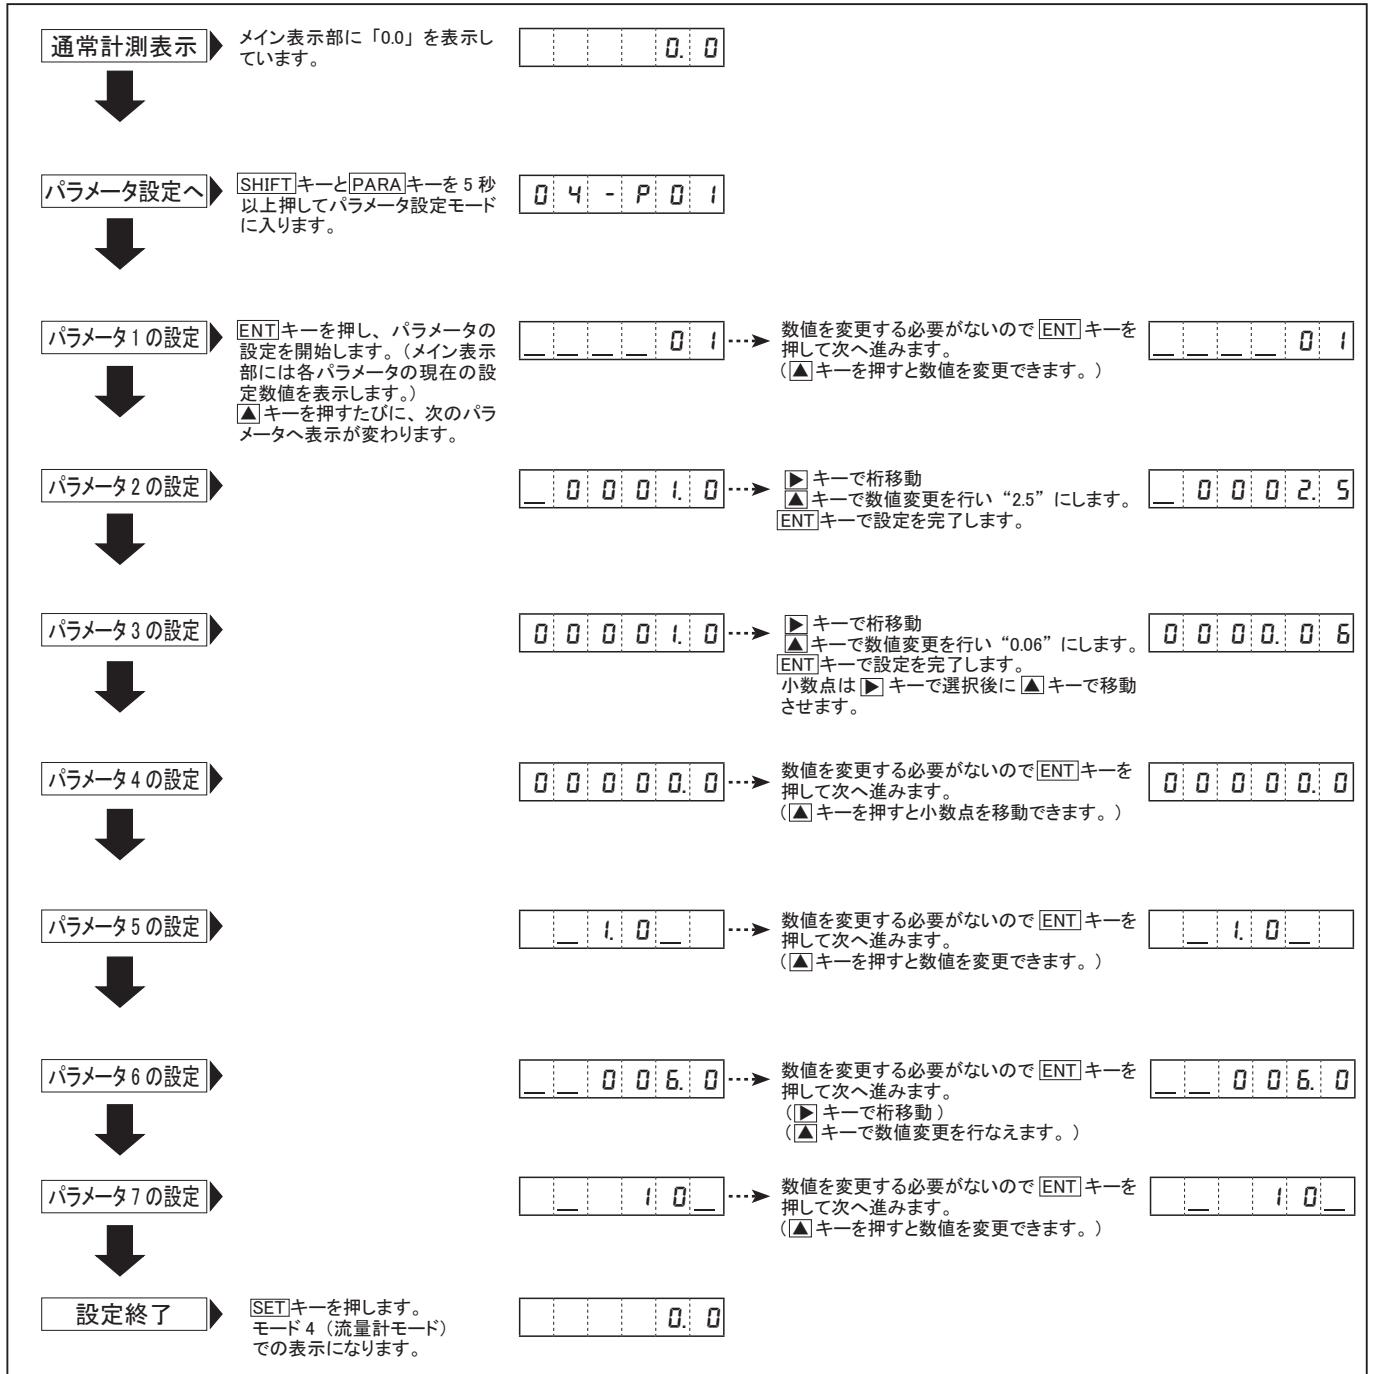 通常計測表示
メイン表示部に「0.0」を表示し
ています。
0. 0
パラメータ設定へ
SHIFTキーとPARAキーを5秒
以上押してパラメータ設定モード
に入ります。
04-P01
パラメータ1の設定
ENTキーを押し、パラメータの
設定を開始します。(メイン表示
部には各パラメータの現在の設
定数値を表示します。)
▲キーを押すたびに、次のパラ
メータへ表示が変わります。
____01
数値を変更する必要がないのでENTキーを
押して次へ進みます。
(▲キーを押すと数値を変更できます。)
____01
パラメータ2の設定
_0001.0
▶キーで桁移動
▲キーで数値変更を行い“2.5”にします。
ENTキーで設定を完了します。
_0002.5
パラメータ3の設定
00001.0
▶キーで桁移動
▲キーで数値変更を行い“0.06”にします。
ENTキーで設定を完了します。
小数点は▶キーで選択後に▲キーで移動
させます。
0000.06
パラメータ4の設定
00000.0
数値を変更する必要がないのでENTキーを
押して次へ進みます。
(▲キーを押すと小数点を移動できます。)
00000.0
パラメータ5の設定
_1.0_
数値を変更する必要がないのでENTキーを
押して次へ進みます。
(▲キーを押すと数値を変更できます。)
_1.0_
パラメータ6の設定
__006.0
数値を変更する必要がないのでENTキーを
押して次へ進みます。
(▶キーで桁移動)
(▲キーで数値変更を行なえます。)
__006.0
パラメータ7の設定
_ 10_
数値を変更する必要がないのでENTキーを
押して次へ進みます。
(▲キーを押すと数値を変更できます。)
_ 10_
設定終了
SETキーを押します。
モード4(流量計モード)
での表示になります。
0. 0